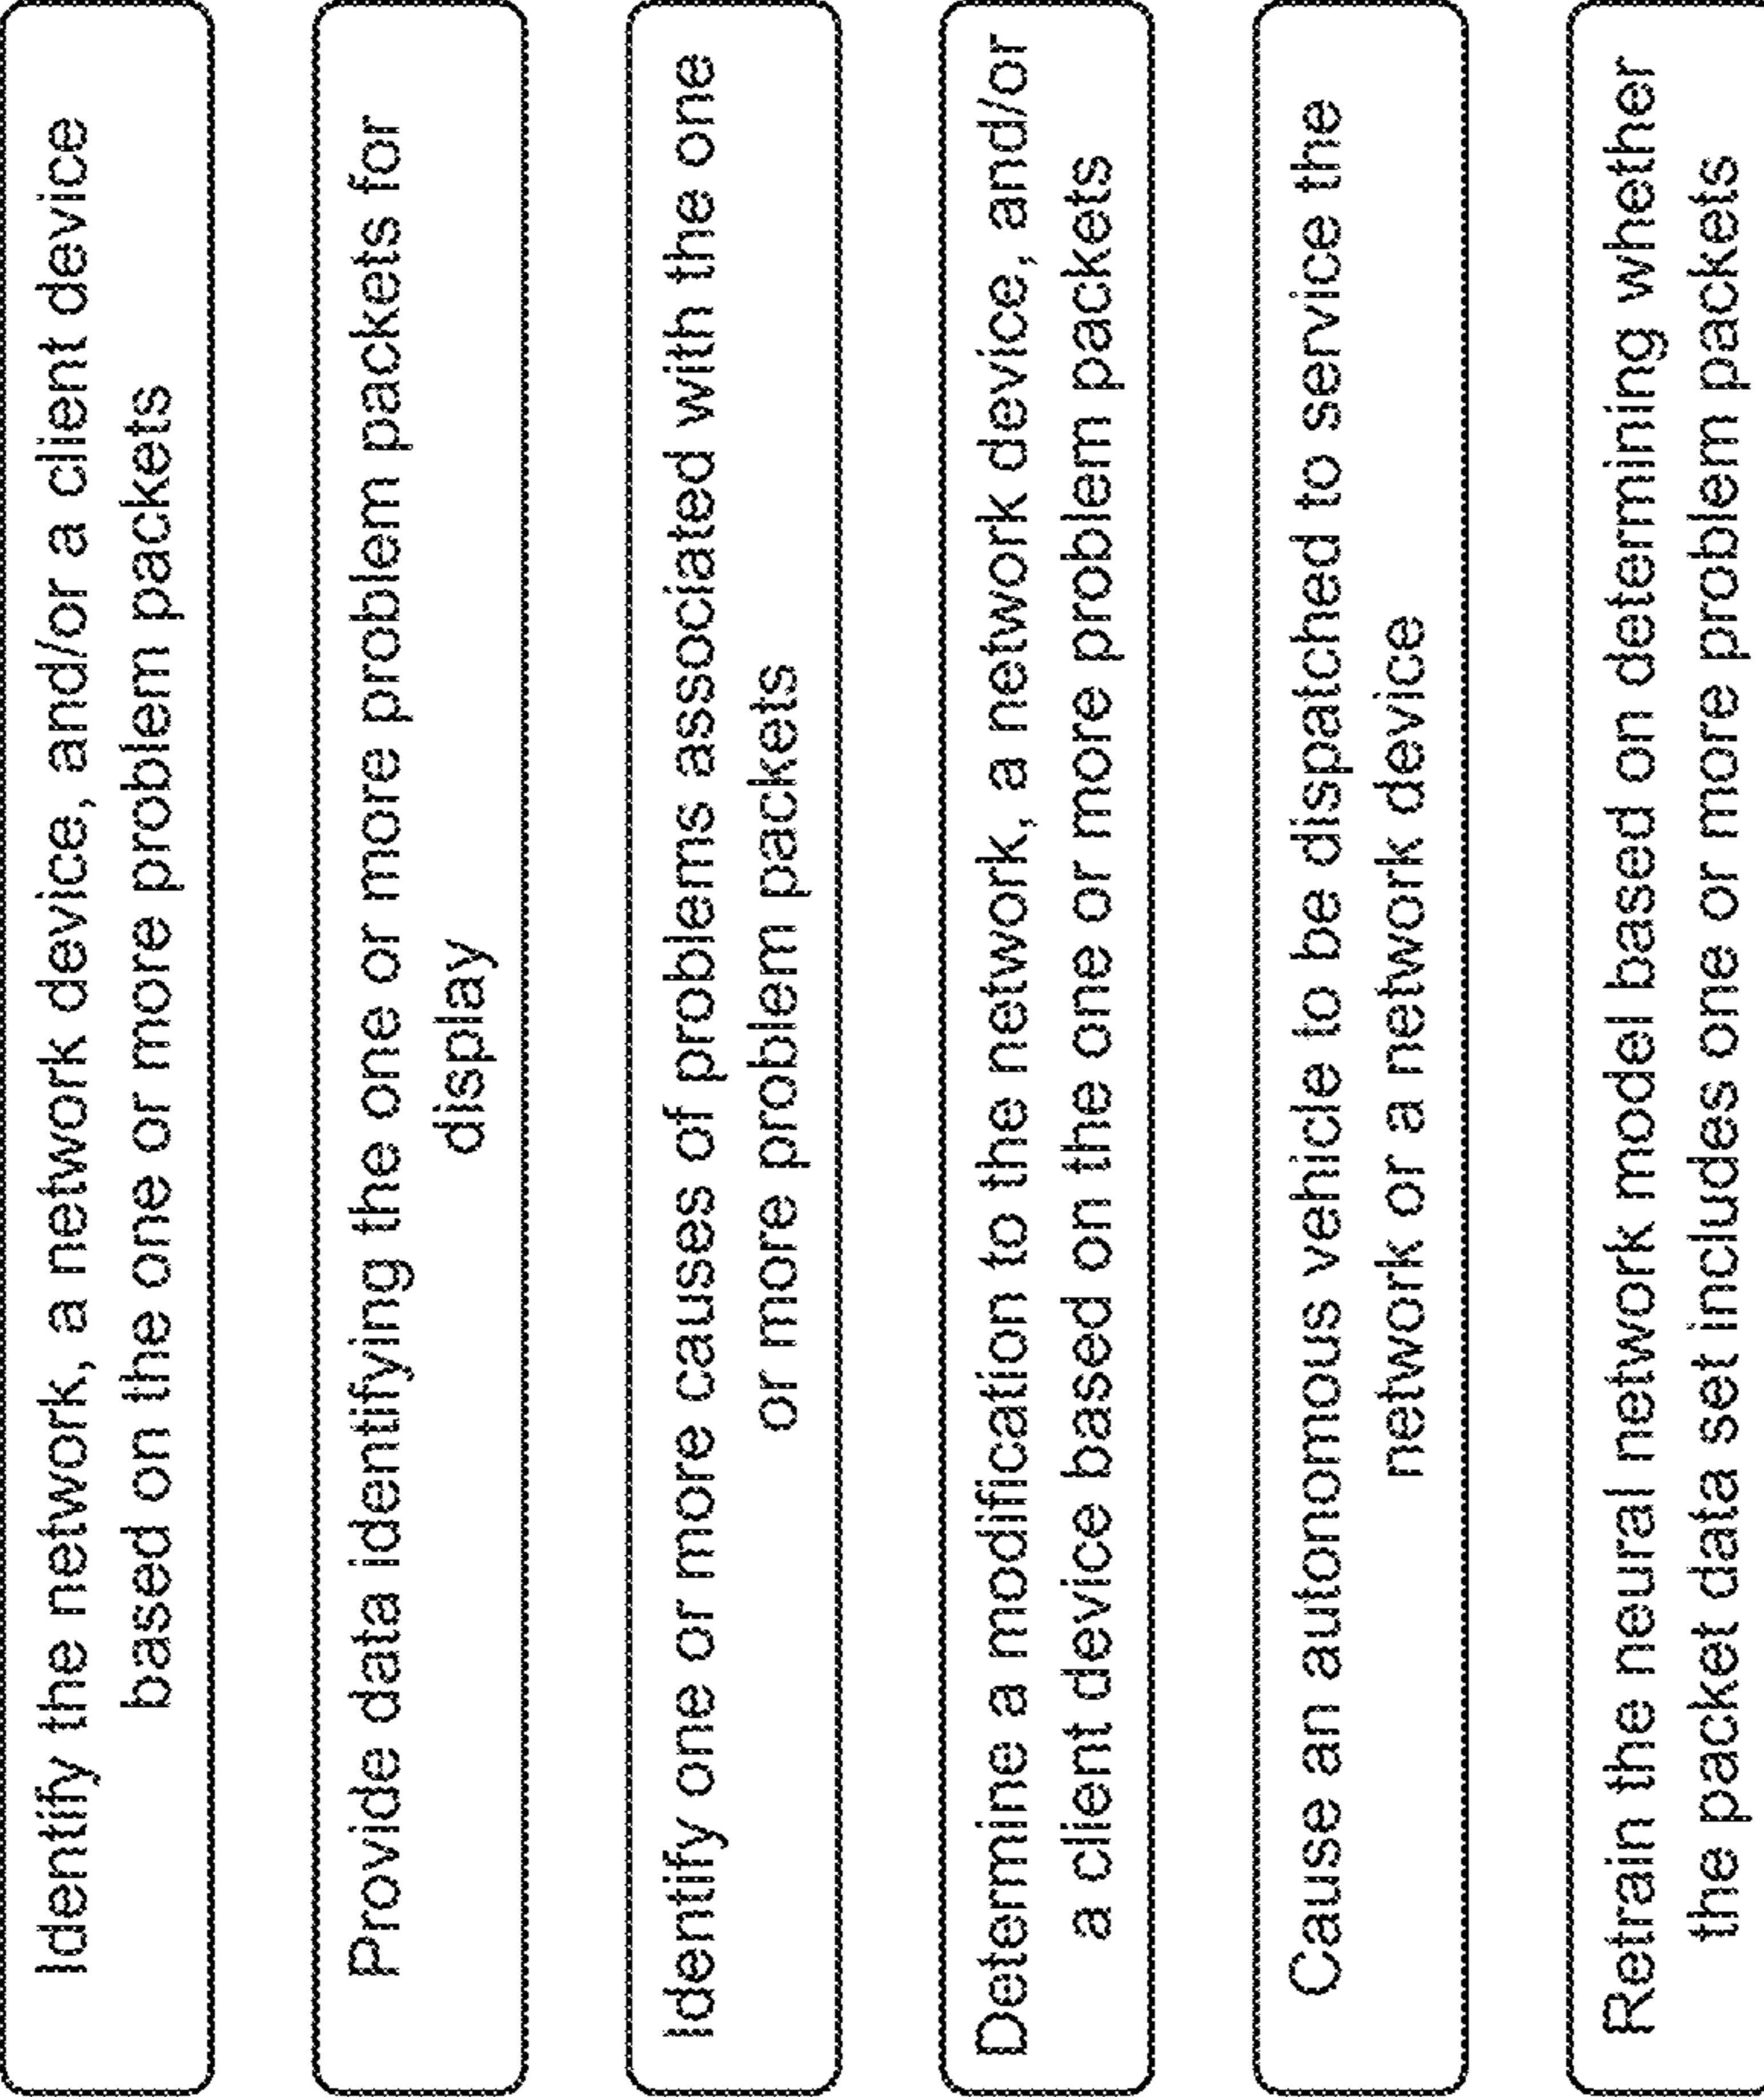 Identify the network, a network device, and/or a client device
based on the one or more problem packets
Provide data identifying the one or more problem packets for
display
Identify one or more causes of problems associated with the one
or more problem packets
Determine a modification to the network, a network device, and/or
a client device based on the one or more problem packets
Cause an autonomous vehicle to be dispatched to service the
network or a network device
Retrain the neural network model based on determining whether
the packet data set includes one or more problem packets